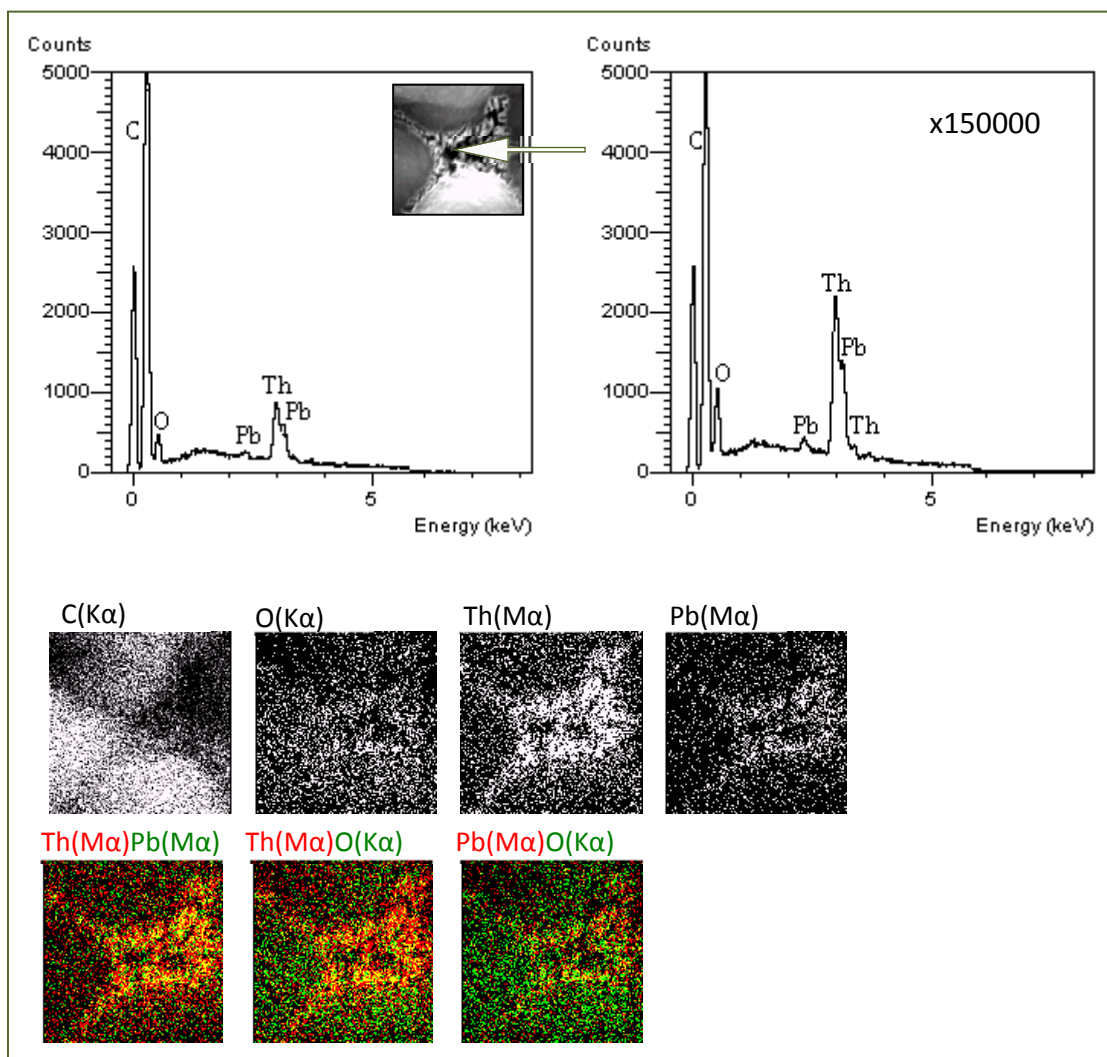 Counts
5000
4000
3000
2000
1000
0
C
O
Pb
Th
Pb
0
5
Energy (keV)
Counts
5000
4000
3000
2000
1000
0
x150000
C
O
Pb
Th
Pb
Th
0
5
Energy (keV)
C(Kα) O(Kα) Th(Mα) Pb(Mα)
Th(Mα)Pb(Mα) Th(Mα)O(Kα) Pb(Mα)O(Kα)